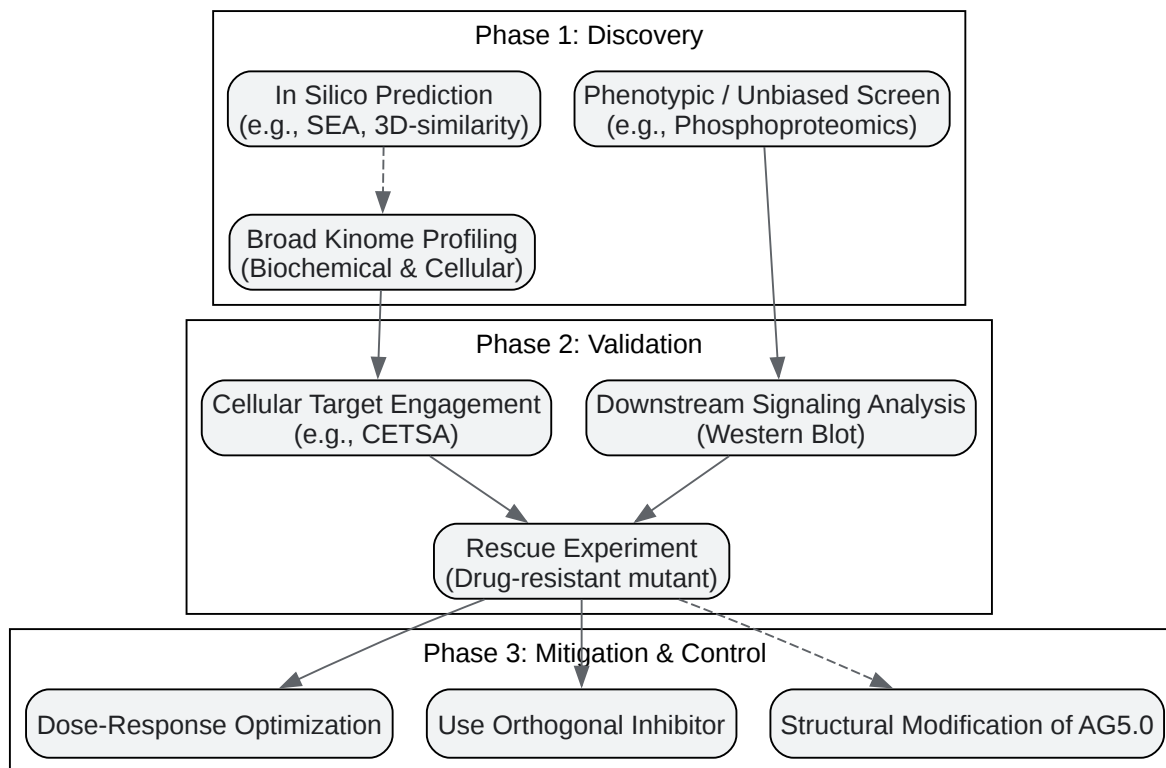 Phase 1: Discovery
In Silico Prediction
(e.g., SEA, 3D-similarity)
Phenotypic / Unbiased Screen
(e.g., Phosphoproteomics)
Broad Kinome Profiling
(Biochemical & Cellular)
Phase 2: Validation
Cellular Target Engagement
(e.g., CETSA)
Downstream Signaling Analysis
(Western Blot)
Rescue Experiment
(Drug-resistant mutant)
Phase 3: Mitigation & Control
Dose-Response Optimization
Use Orthogonal Inhibitor
Structural Modification of AG5.0